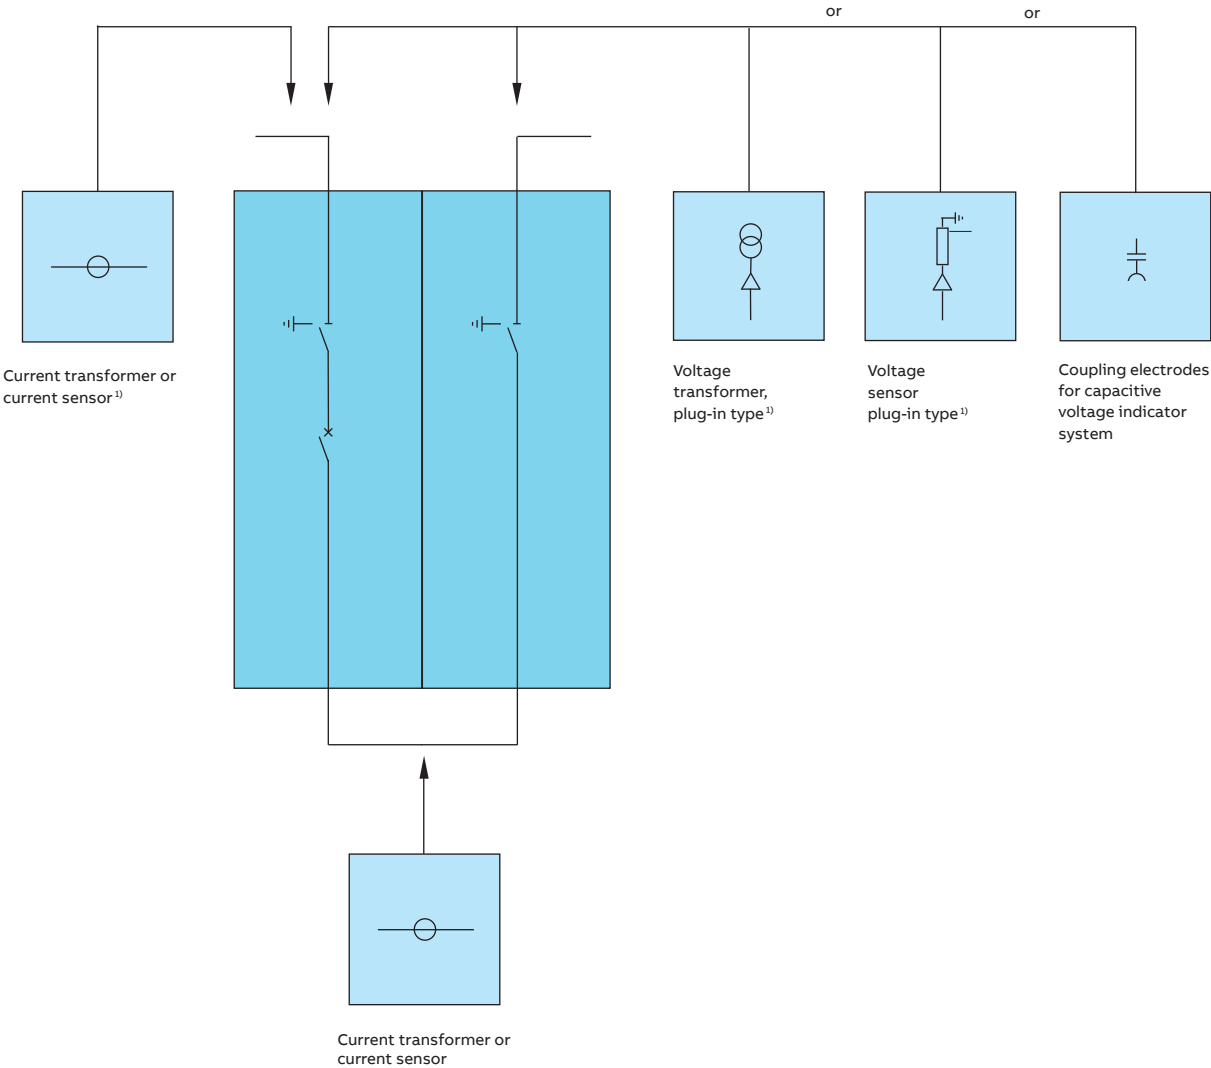 or
or
Current transformer or
current sensor 1)
Voltage
transformer,
plug-in type 1)
Voltage
sensor
plug-in type 1)
Coupling electrodes
for capacitive
voltage indicator
system
Current transformer or
current sensor